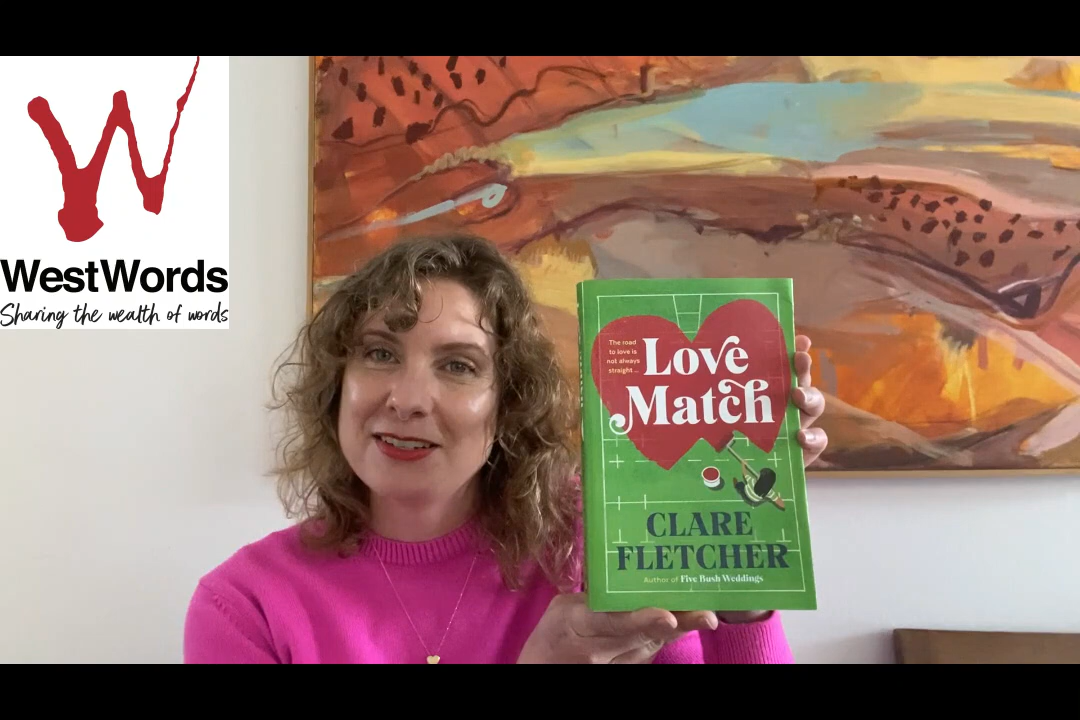 WestWords
Sharing the wealth of words
The road
to love is
not always
straight ...
Love
Match
CLARE
FLETCHER
Author of Five Bush Weddings